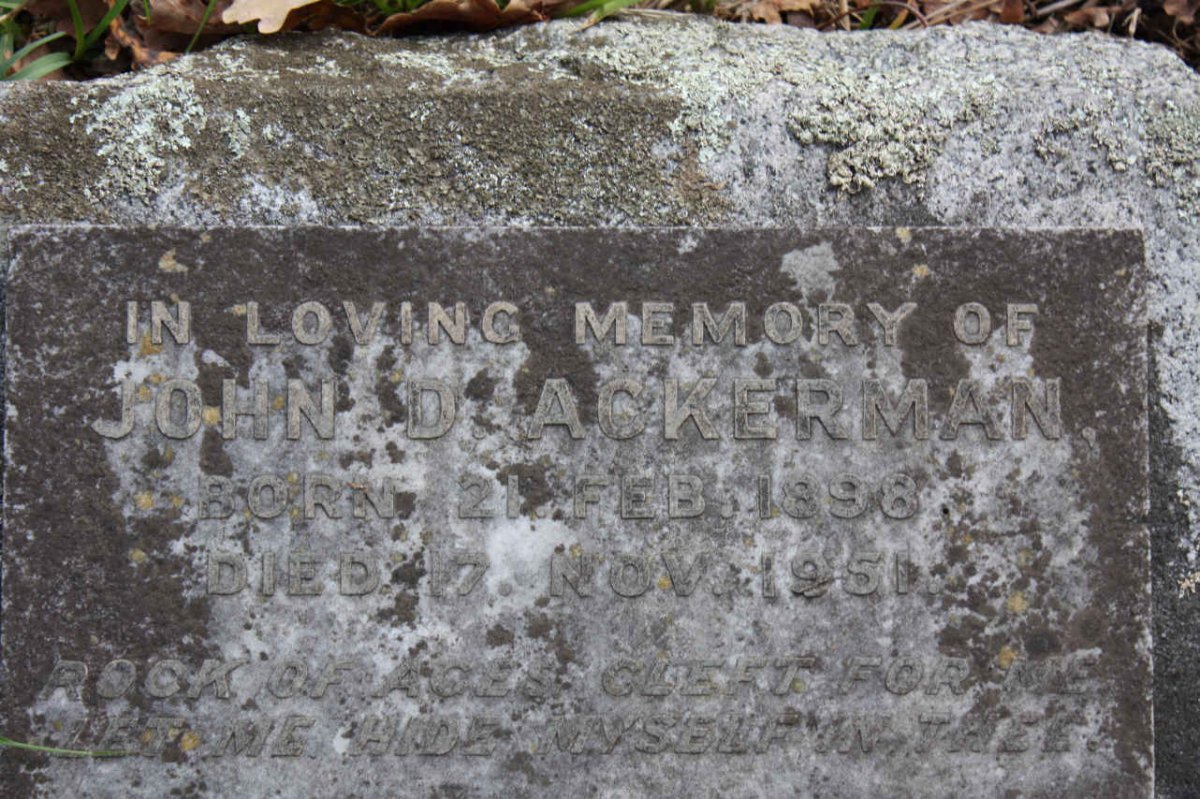 IN LOVING MEMORY OF
JOHN D. ACKERMAN.
BORN 21. FEB. 1898
DIED. 17. NOV. 1951.
ROCK OF AGES CLEFT FOR ME
LET ME HIDE MYSELF IN THEE.